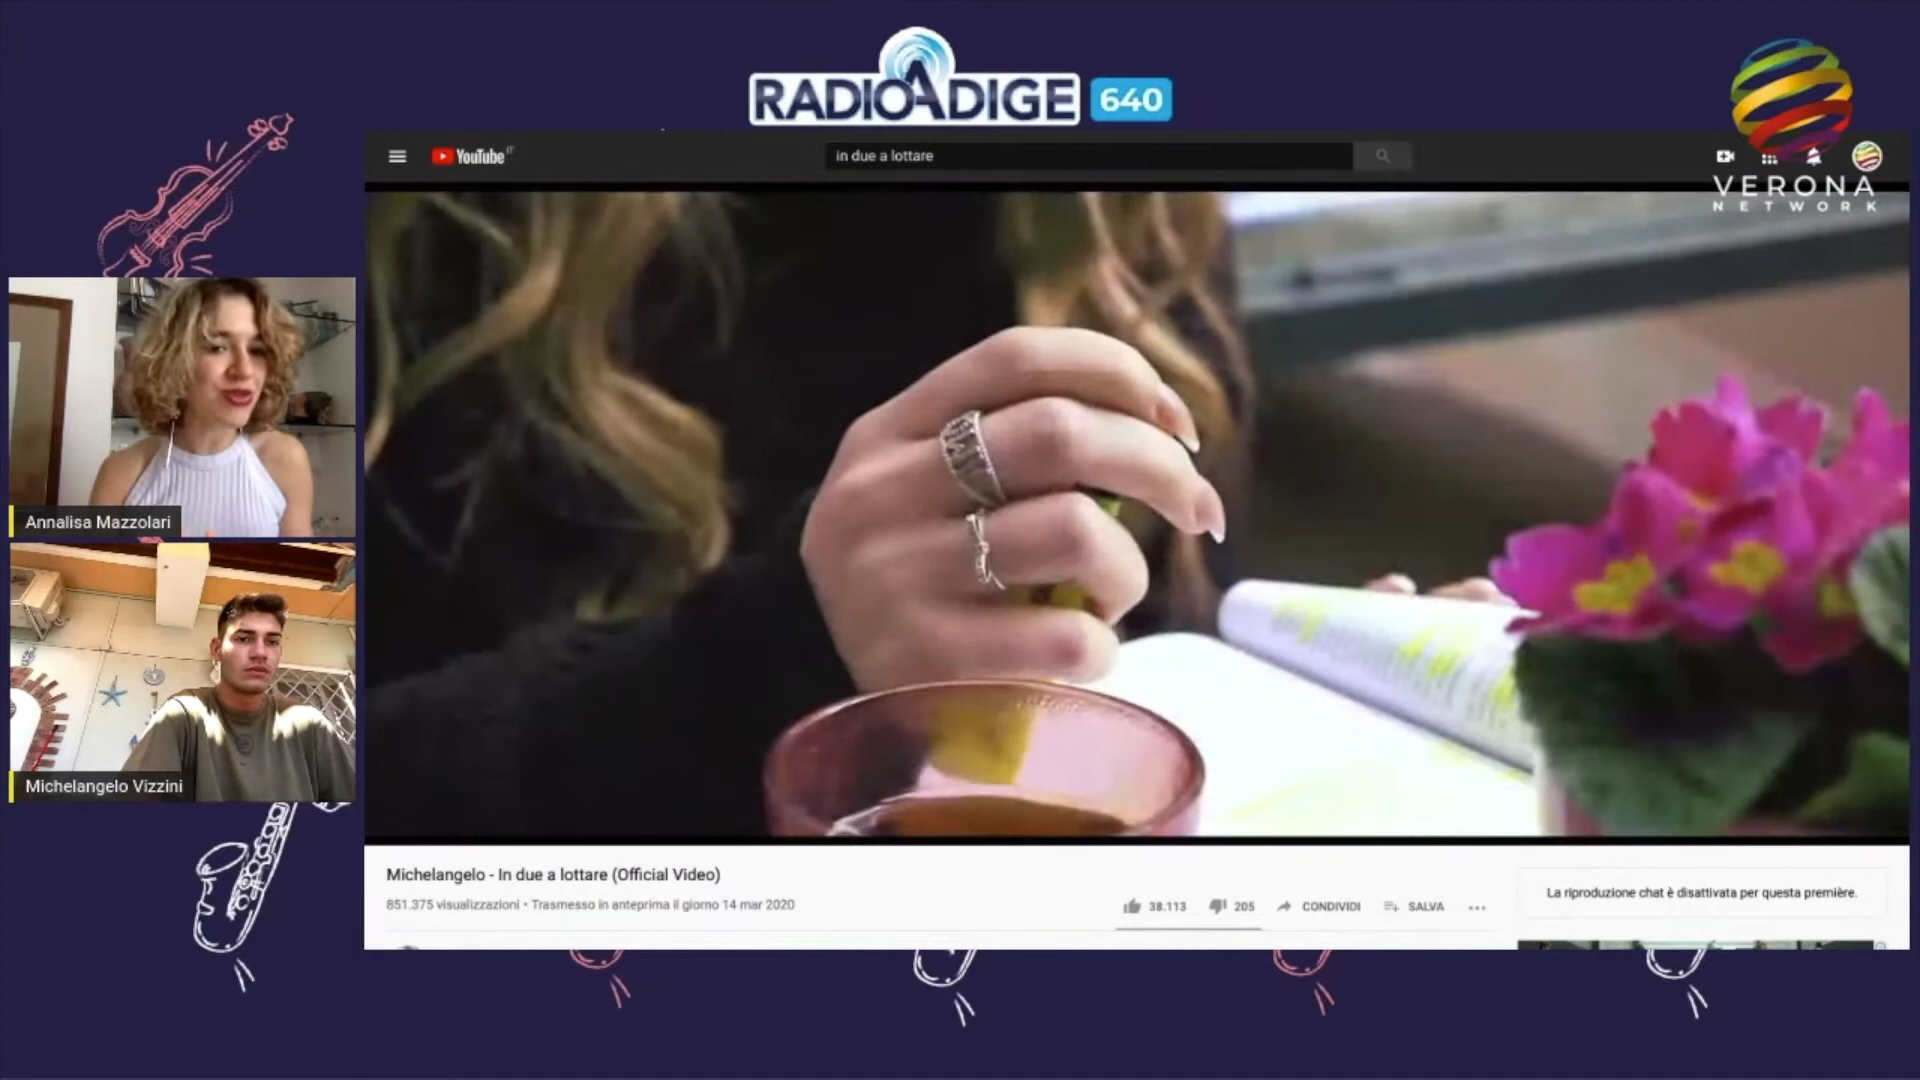 RADIOADIGE 640
YouTube IT
in due a lottare
VERONA
NETWORK
Annalisa Mazzolari
Michelangelo Vizzini
Michelangelo - In due a lottare (Official Video)
851.375 visualizzazioni • Trasmesso in anteprima il giorno 14 mar 2020
38.113 205 CONDIVIDI SALVA
La riproduzione chat è disattivata per questa première.